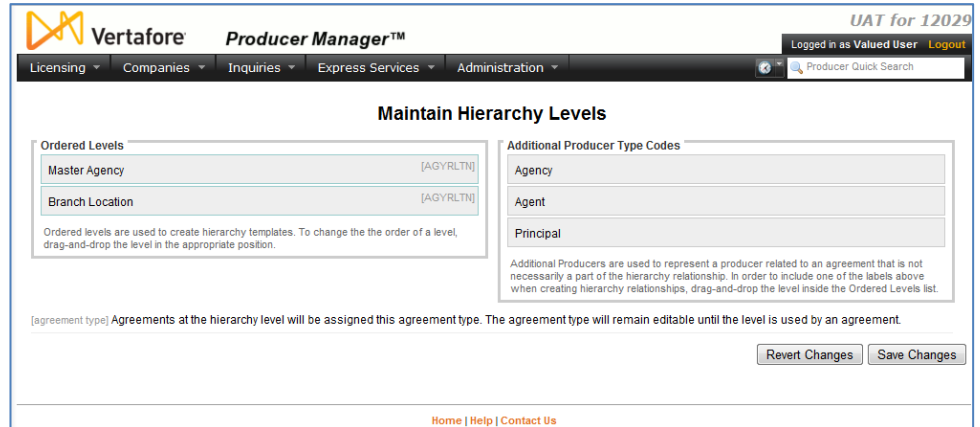 UAT for 12029
Vertafore Producer Manager™
Logged in as Valued User Logout
Licensing Companies Inquiries Express Services Administration Producer Quick Search
Maintain Hierarchy Levels
Ordered Levels
Master Agency [AGYRLTN]
Branch Location [AGYRLTN]
Ordered levels are used to create hierarchy templates. To change the the order of a level,
drag-and-drop the level in the appropriate position.
Additional Producer Type Codes
Agency
Agent
Principal
Additional Producers are used to represent a producer related to an agreement that is not
necessarily a part of the hierarchy relationship. In order to include one of the labels above
when creating hierarchy relationships, drag-and-drop the level inside the Ordered Levels list.
[agreement type] Agreements at the hierarchy level will be assigned this agreement type. The agreement type will remain editable until the level is used by an agreement.
Revert Changes Save Changes
Home | Help | Contact Us